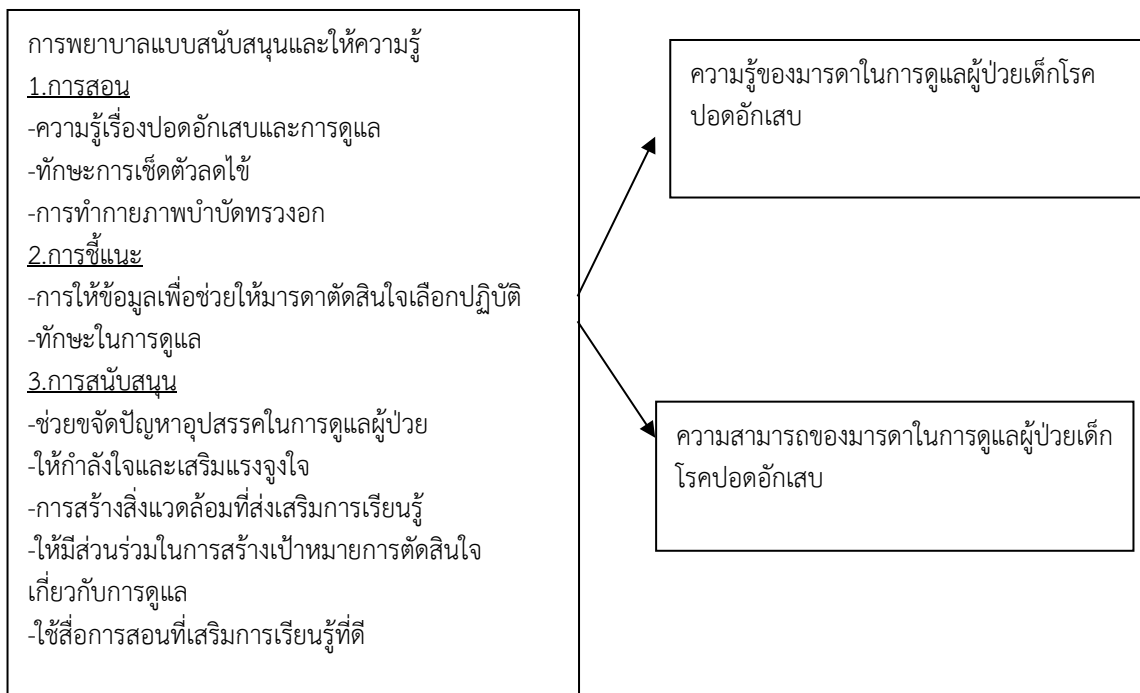 การพยาบาลแบบสนับสนุนและให้ความรู้
1.การสอน
-ความรู้เรื่องปอดอักเสบและการดูแล
-ทักษะการเช็ดตัวลดไข้
-การทำกายภาพบำบัดทรวงอก
2.การชี้แนะ
-การให้ข้อมูลเพื่อช่วยให้มารดาตัดสินใจเลือกปฏิบัติ
-ทักษะในการดูแล
3.การสนับสนุน
-ช่วยขจัดปัญหาอุปสรรคในการดูแลผู้ป่วย
-ให้กำลังใจและเสริมแรงจูงใจ
-การสร้างสิ่งแวดล้อมที่ส่งเสริมการเรียนรู้
-ให้มีส่วนร่วมในการสร้างเป้าหมายการตัดสินใจ
เกี่ยวกับการดูแล
-ใช้สื่อการสอนที่เสริมการเรียนรู้ที่ดี
ความรู้ของมารดาในการดูแลผู้ป่วยเด็กโรค
ปอดอักเสบ
ความสามารถของมารดาในการดูแลผู้ป่วยเด็ก
โรคปอดอักเสบ